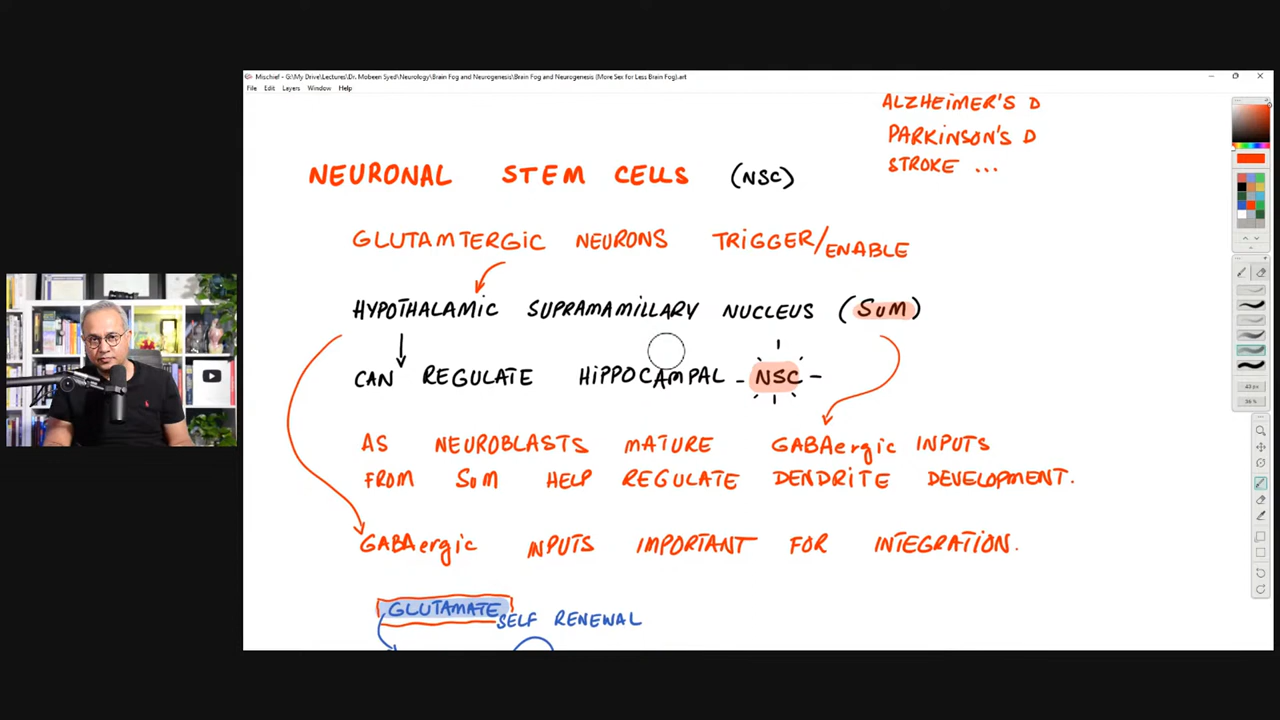 Mischief - G:\My Drive\Lectures\Dr. Mobeen Syed\Neurology\Brain Fog and Neurogenesis\Brain Fog and Neurogenesis (More Sex for Less Brain Fog).art
File Edit Layers Window Help
ALZHEIMER'S D
PARKINSON'S D
STROKE ...
NEURONAL STEM CELLS (NSC)
GLUTAMTERGIC NEURONS TRIGGER/ENABLE
HYPOTHALAMIC SUPRAMAMILLARY NUCLEUS (SuM)
CAN REGULATE HIPPOCAMPAL - NSC -
AS NEUROBLASTS MATURE GABAergic INPUTS
FROM SuM HELP REGULATE DENDRITE DEVELOPMENT.
GABAergic INPUTS IMPORTANT FOR INTEGRATION.
GLUTAMATE
SELF RENEWAL